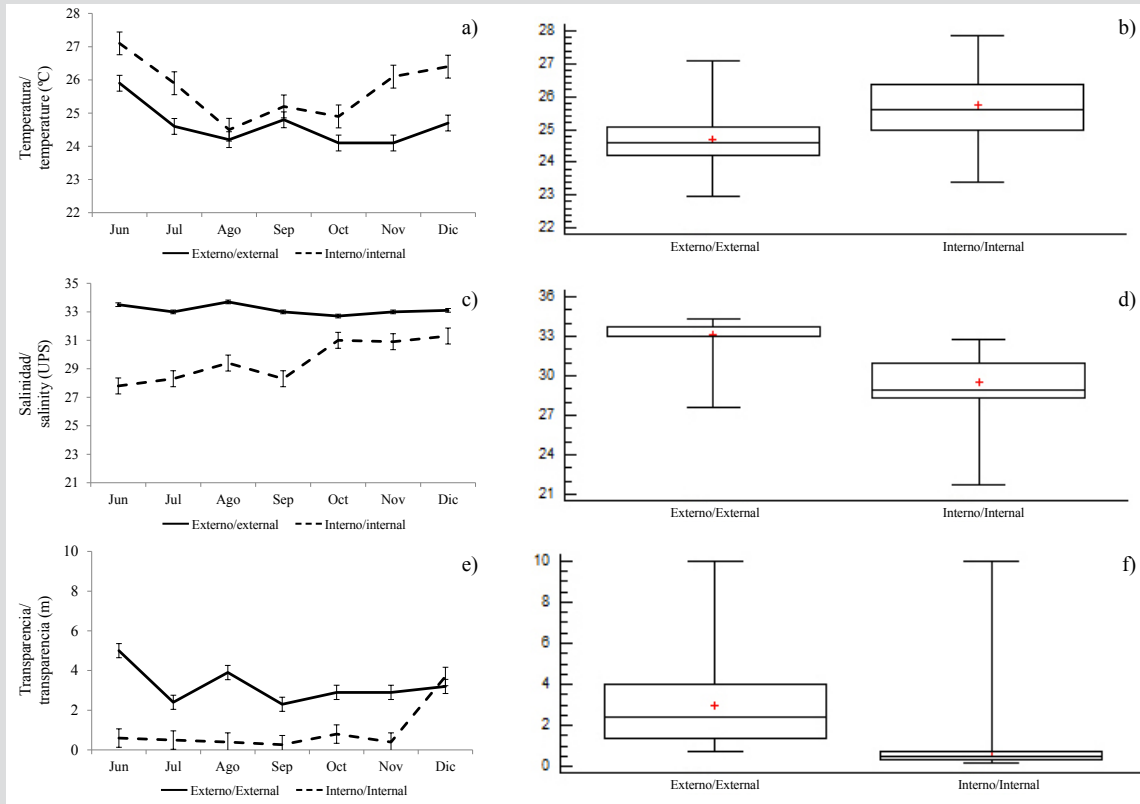 a)
Temperatura/
temperature (ºC)
28
27
26
25
24
23
22
Jun Jul Ago Sep Oct Nov Dic
Externo/external Interno/internal
b)
28
27
26
25
24
23
22
Externo/External Interno/Internal
c)
Salinidad/
salinity (UPS)
35
33
31
29
27
25
23
21
Jun Jul Ago Sep Oct Nov Dic
Externo/external Interno/internal
d)
36
33
30
27
24
21
Externo/External Interno/Internal
e)
Transparencia/
transparencia (m)
10
8
6
4
2
0
Jun Jul Ago Sep Oct Nov Dic
Externo/External Interno/Internal
f)
10
8
6
4
2
0
Externo/External Interno/Internal